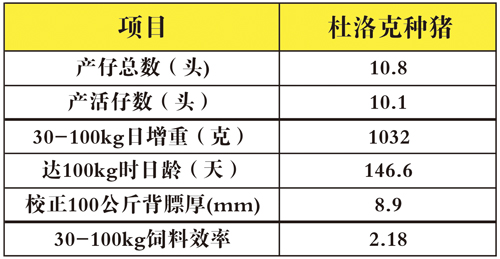 项目 杜洛克种猪
产仔总数（头) 10.8
产活仔数（头） 10.1
30-100kg日增重（克） 1032
达100kg时日龄（天） 146.6
校正100公斤背膘厚(mm) 8.9
30-100kg饲料效率 2.18